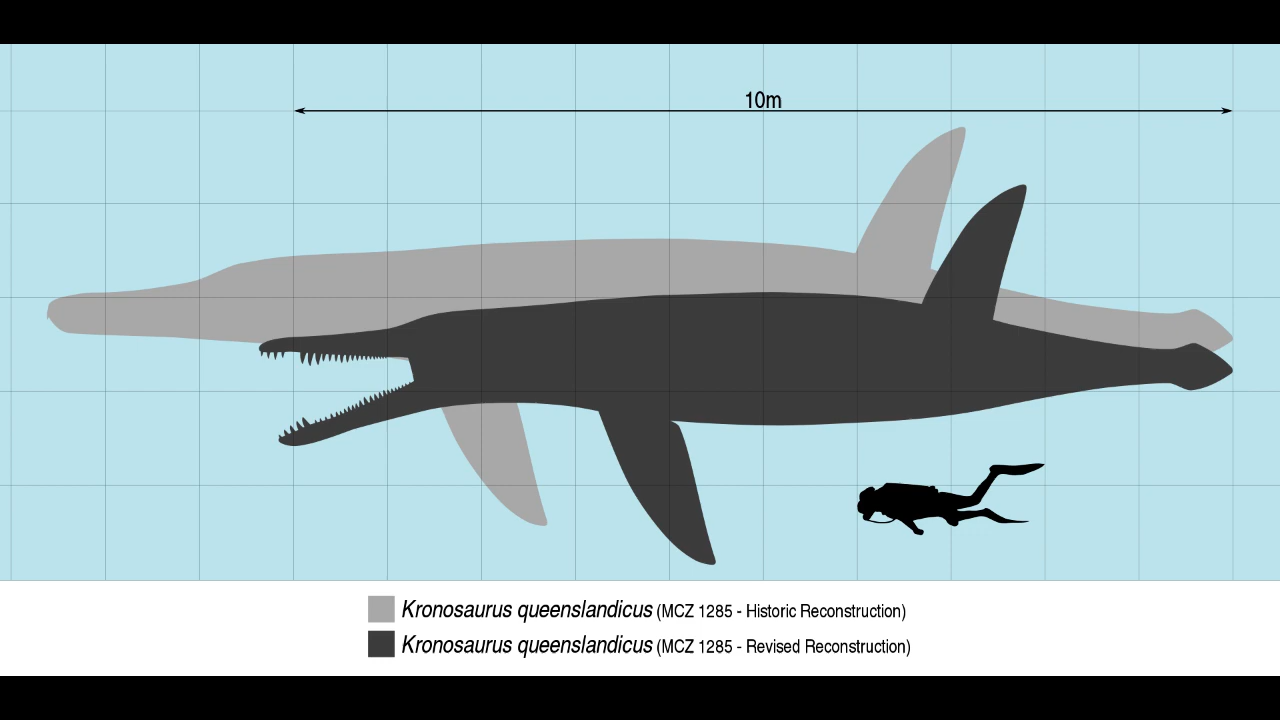 10m
Kronosaurus queenslandicus (MCZ 1285 - Historic Reconstruction)
Kronosaurus queenslandicus (MCZ 1285 - Revised Reconstruction)